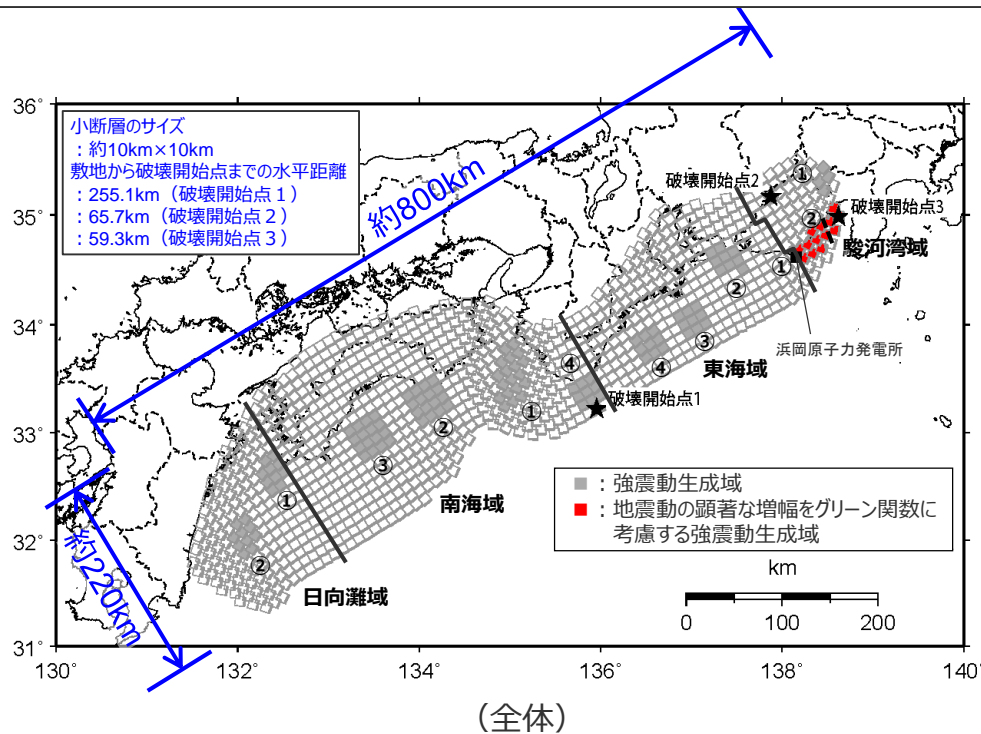 小断層のサイズ
：約10km×10km
敷地から破壊開始点までの水平距離
：255.1km（破壊開始点１）
：65.7km（破壊開始点２）
：59.3km（破壊開始点３）
約800km
約220km
36°
35°
34°
33°
32°
31°
130°
132°
134°
136°
138°
140°
破壊開始点2
①
②
破壊開始点3
駿河湾域
①
②
浜岡原子力発電所
③
④
東海域
④
破壊開始点1
①
②
③
南海域
①
②
日向灘域
：強震動生成域
：地震動の顕著な増幅をグリーン関数に
考慮する強震動生成域
km
0
100
200
（全体）